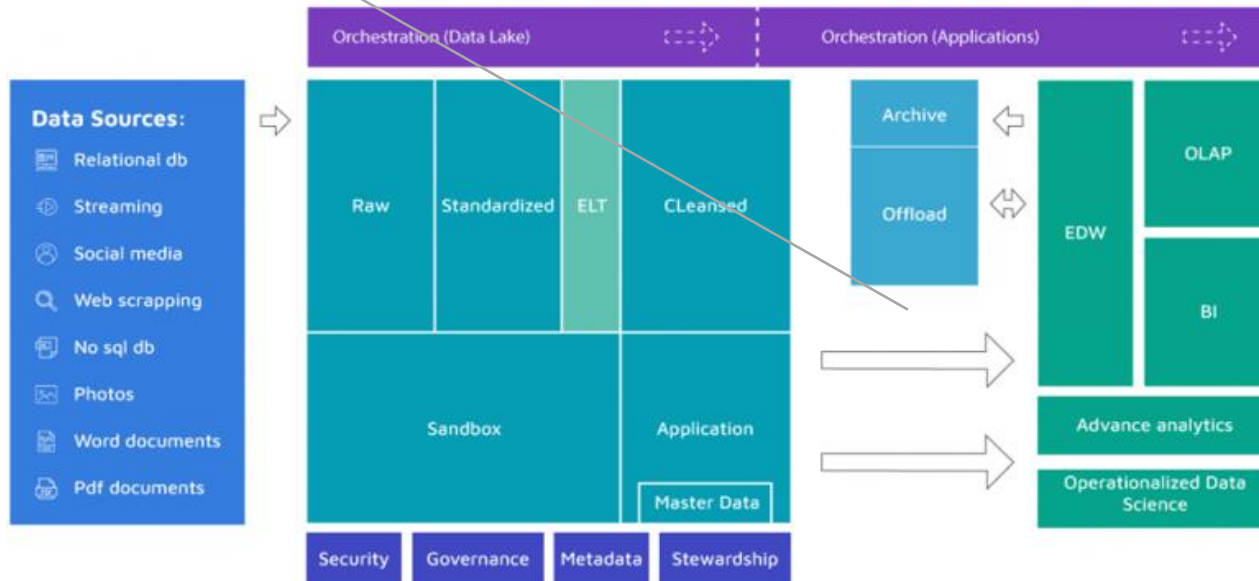 Orchestration (Data Lake)
Orchestration (Applications)
Data Sources:
Relational db
Streaming
Social media
Web scrapping
No sql db
Photos
Word documents
Pdf documents
Raw
Standardized
ELT
CLeansed
Sandbox
Application
Master Data
Security
Governance
Metadata
Stewardship
Archive
Offload
EDW
OLAP
BI
Advance analytics
Operationalized Data
Science